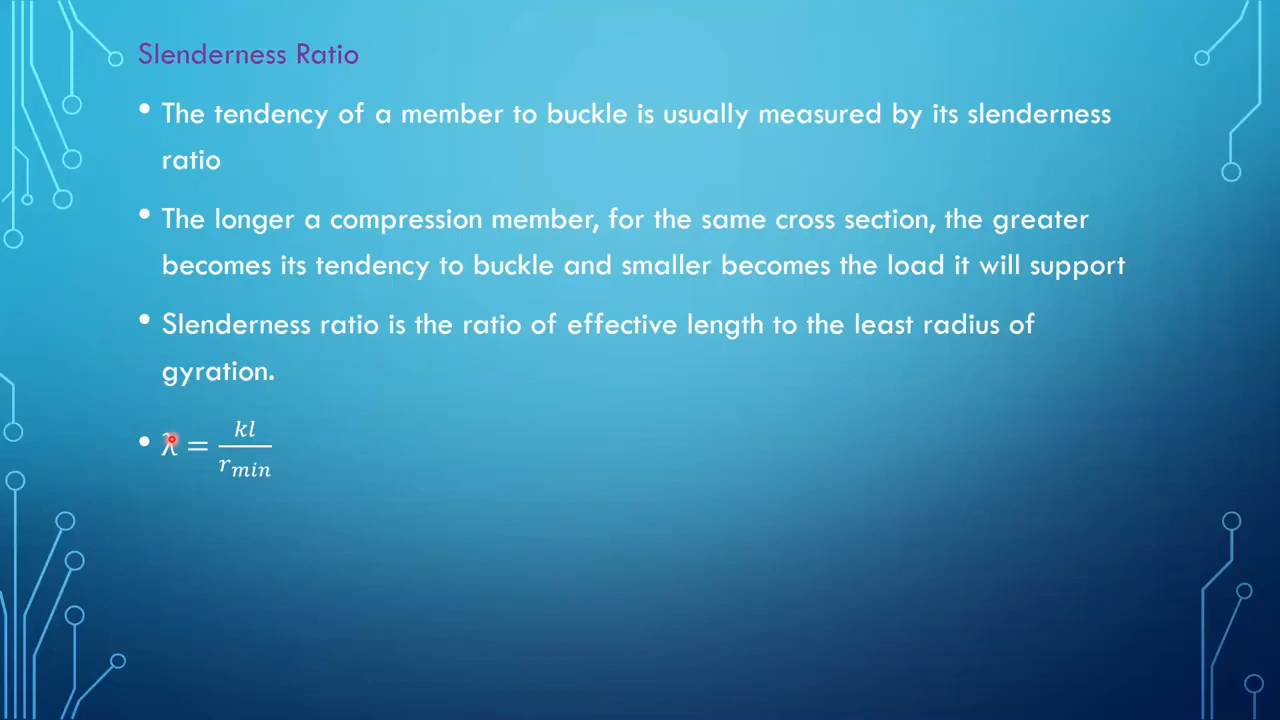 Slenderness Ratio
• The tendency of a member to buckle is usually measured by its slenderness
ratio
• The longer a compression member, for the same cross section, the greater
becomes its tendency to buckle and smaller becomes the load it will support
• Slenderness ratio is the ratio of effective length to the least radius of
gyration.
• λ = kl / r_min